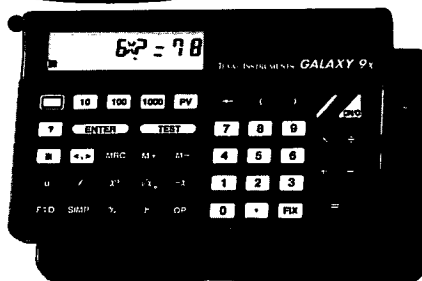 6×? = 78
TEXAS INSTRUMENTS GALAXY 9x
10 100 1000 PV ← ( )
? ENTER TEST 7 8 9 × ÷
<,> MRC M+ M− 4 5 6 + −
1 2 3
SIMP OP 0 . FIX =